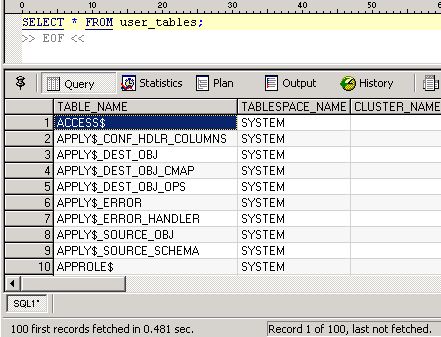 0 10 20 30 40 50 60
SELECT * FROM user_tables;
>> EOF <<
Query Statistics Plan Output History
TABLE_NAME TABLESPACE_NAME CLUSTER_NAME
1 ACCESS$ SYSTEM
2 APPLY$_CONF_HDLR_COLUMNS SYSTEM
3 APPLY$_DEST_OBJ SYSTEM
4 APPLY$_DEST_OBJ_CMAP SYSTEM
5 APPLY$_DEST_OBJ_OPS SYSTEM
6 APPLY$_ERROR SYSTEM
7 APPLY$_ERROR_HANDLER SYSTEM
8 APPLY$_SOURCE_OBJ SYSTEM
9 APPLY$_SOURCE_SCHEMA SYSTEM
10 APPROLE$ SYSTEM
SQL1*
100 first records fetched in 0.481 sec. Record 1 of 100, last not fetched.